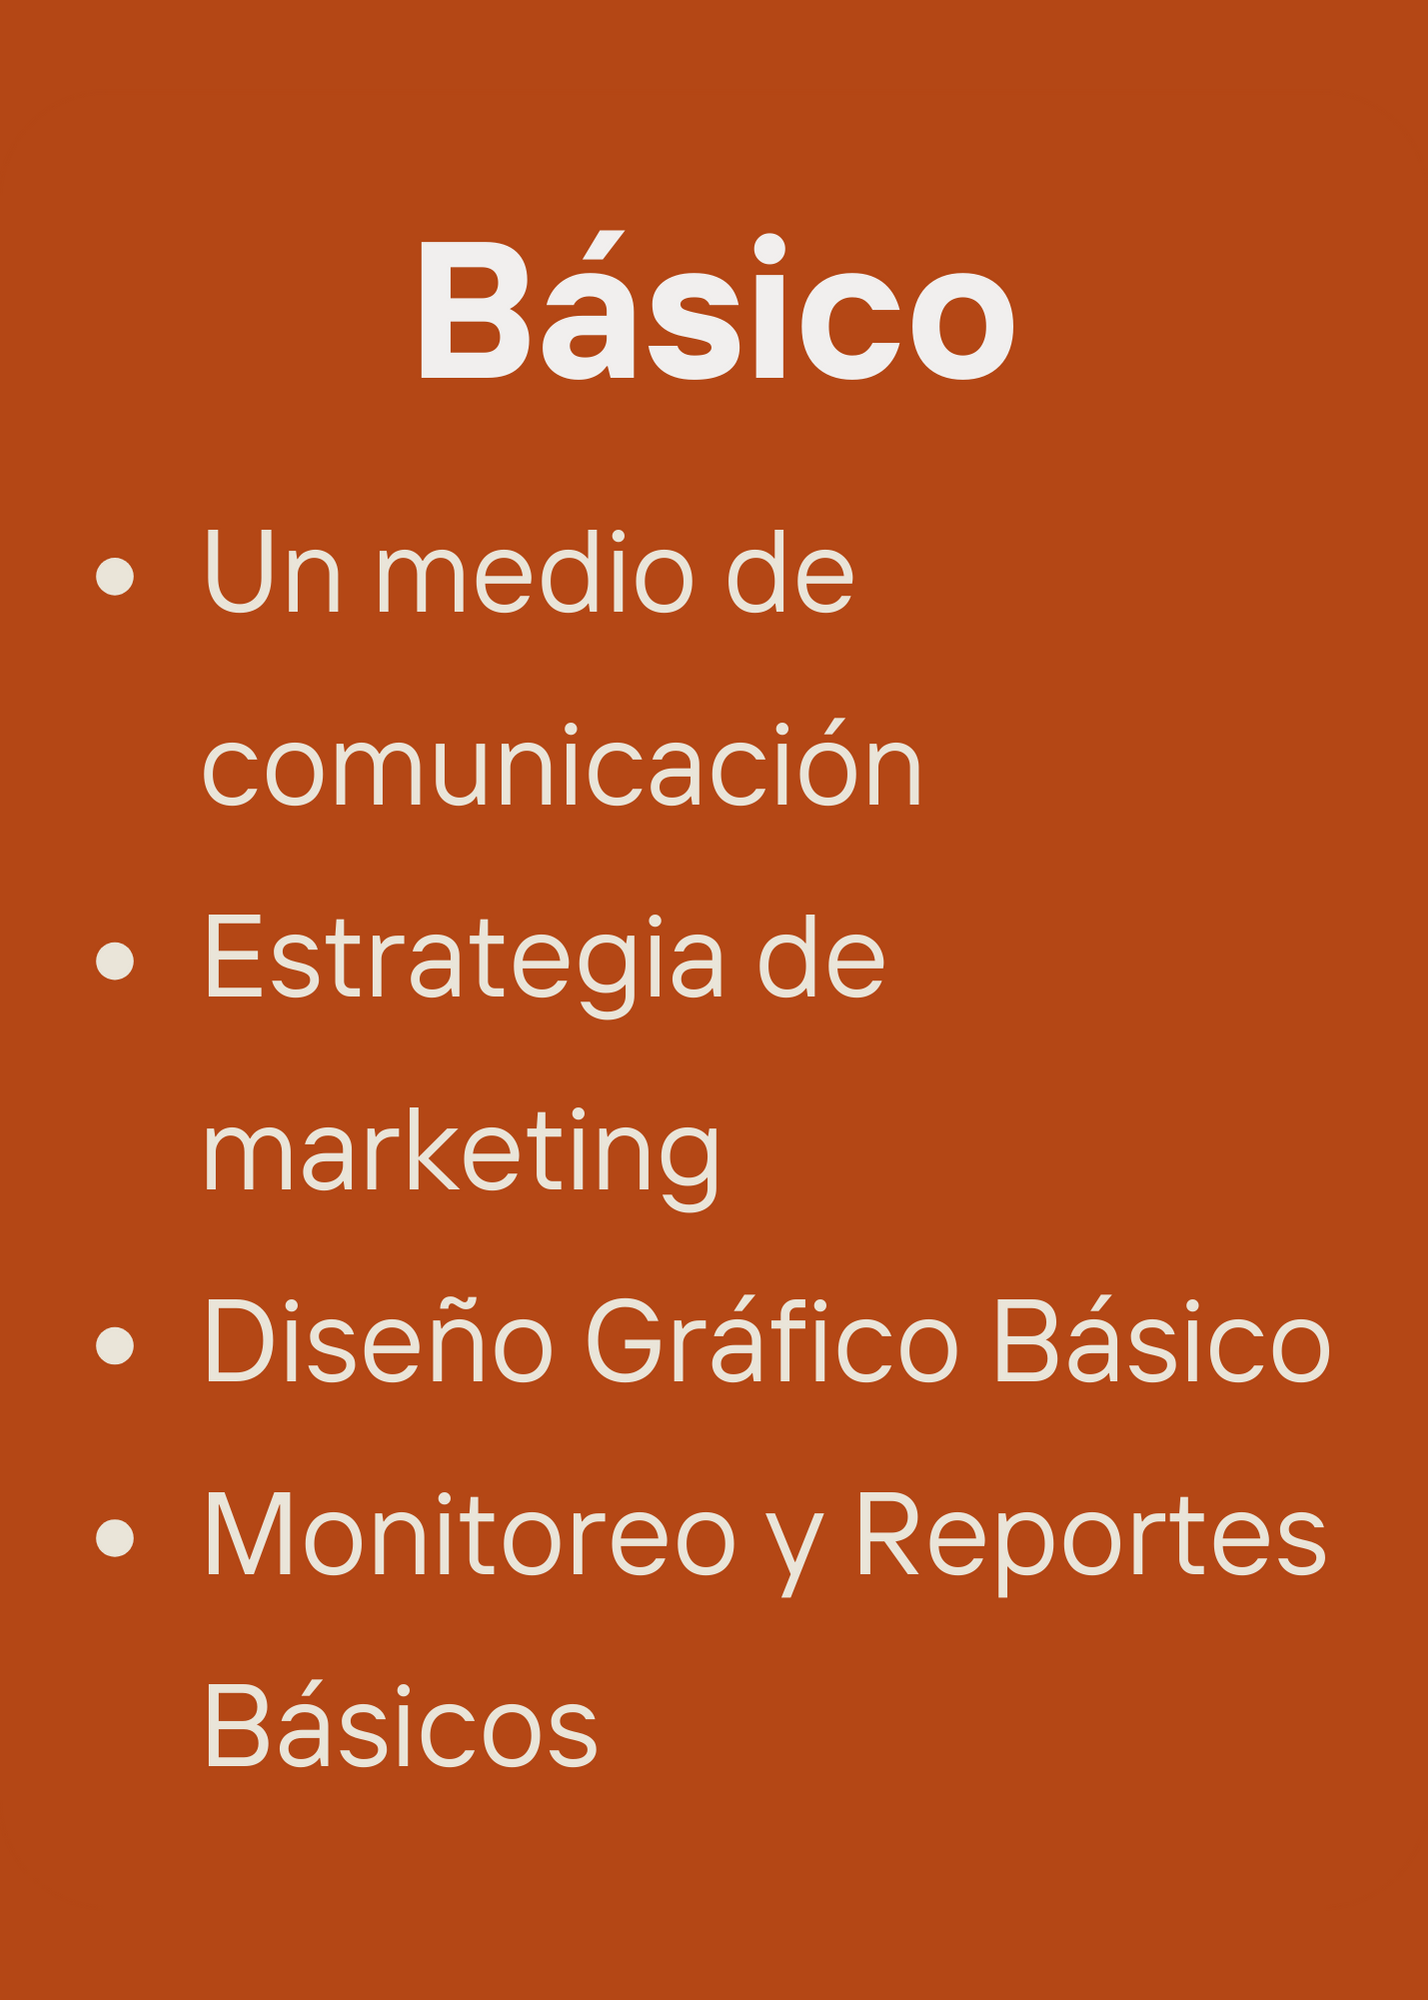 Básico
• Un medio de
comunicación
• Estrategia de
marketing
• Diseño Gráfico Básico
• Monitoreo y Reportes
Básicos